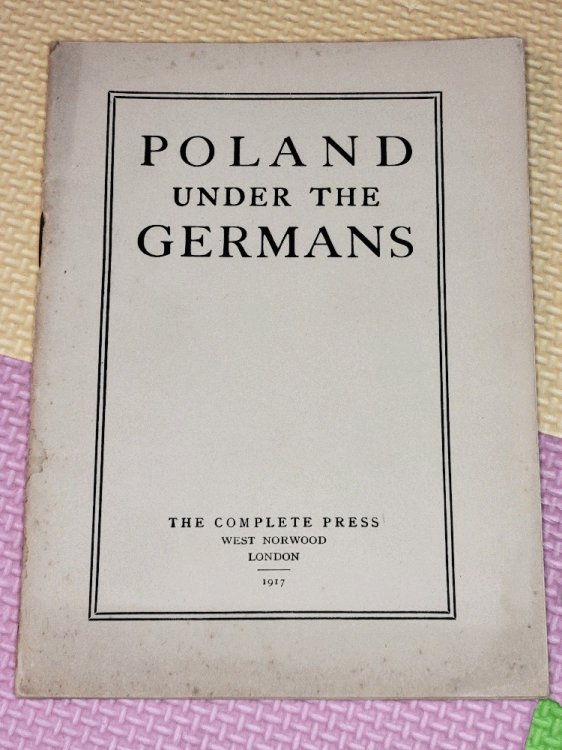 POLAND
UNDER THE
GERMANS
THE COMPLETE PRESS
WEST NORWOOD
LONDON
1917